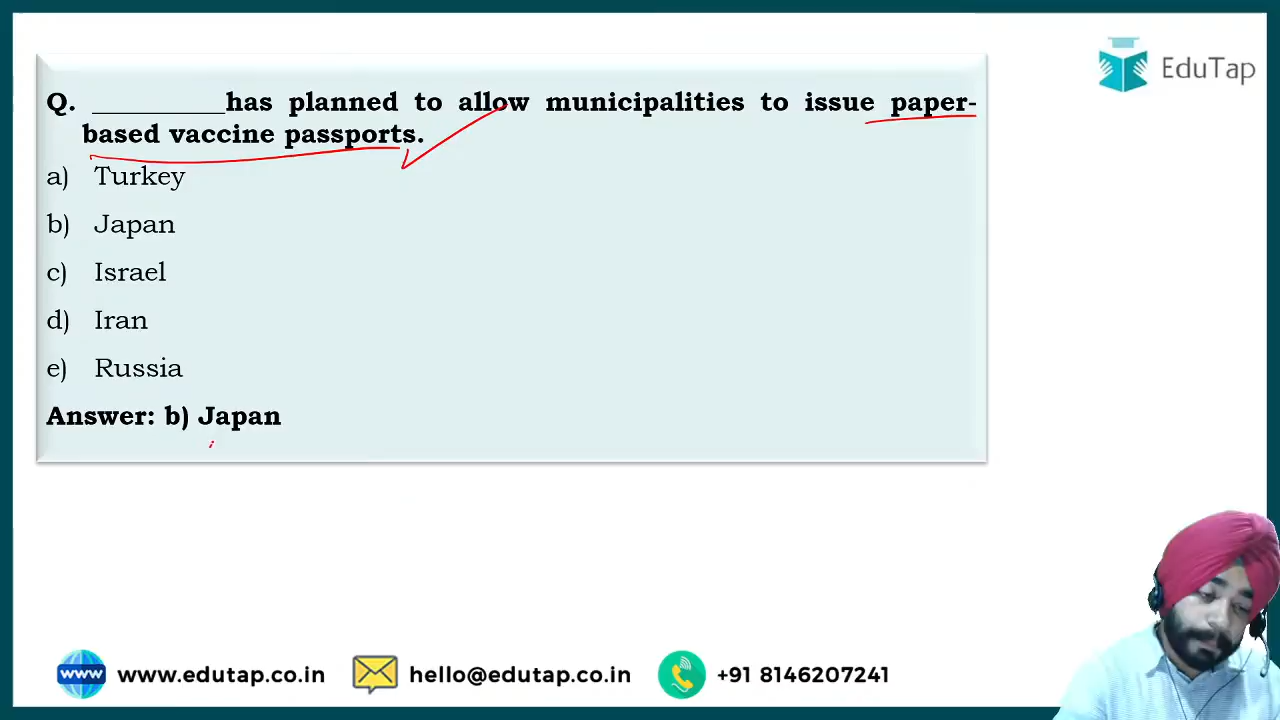 EduTap
Q. __________has planned to allow municipalities to issue paper-
based vaccine passports.
a) Turkey
b) Japan
c) Israel
d) Iran
e) Russia
Answer: b) Japan
www www.edutap.co.in hello@edutap.co.in +91 8146207241